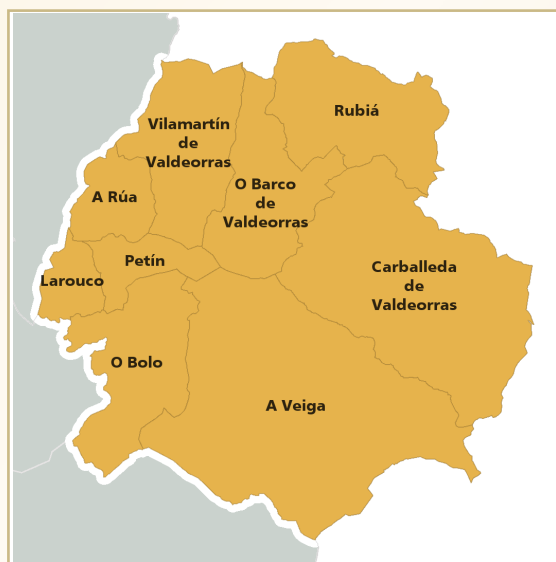 Rubiá
Vilamartín
de
Valdeorras
O Barco
de
Valdeorras
A Rúa
Petín
Larouco
Carballeda
de
Valdeorras
O Bolo
A Veiga